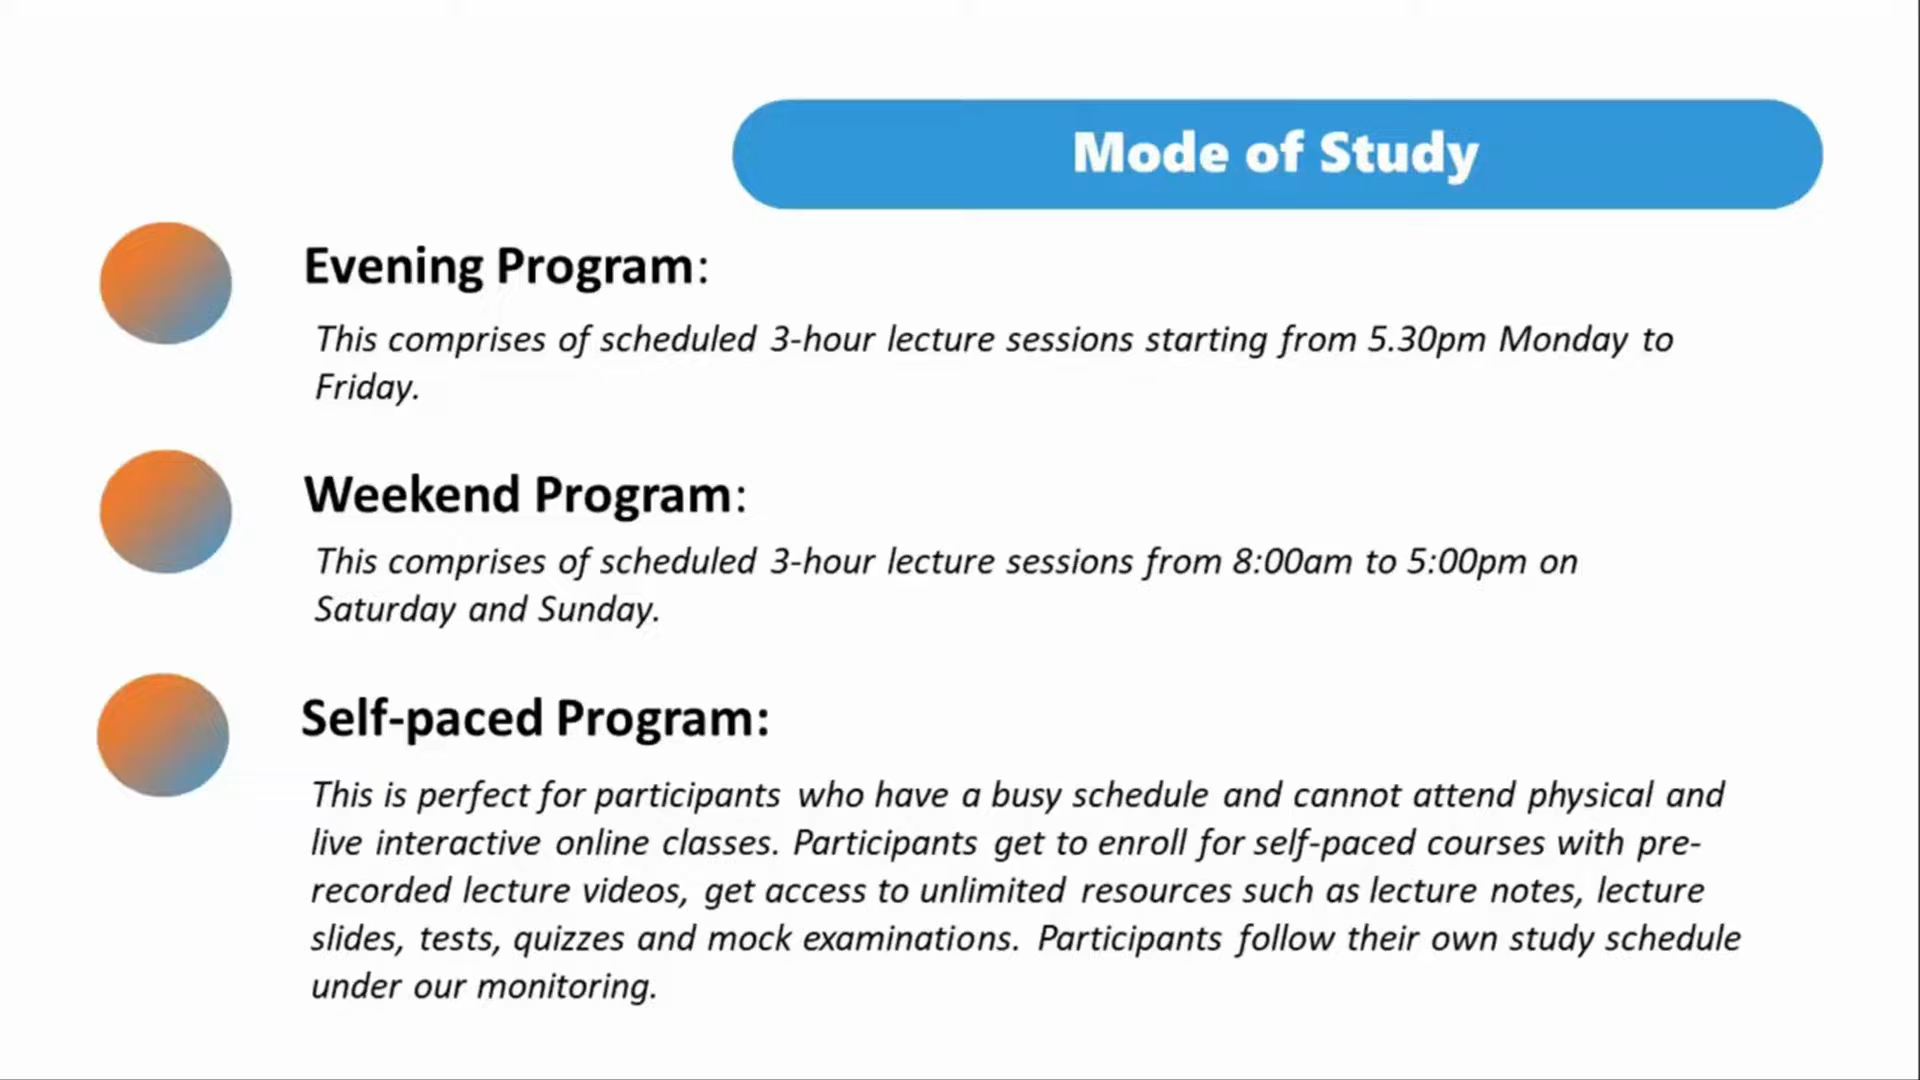 Mode of Study
Evening Program:
This comprises of scheduled 3-hour lecture sessions starting from 5.30pm Monday to
Friday.
Weekend Program:
This comprises of scheduled 3-hour lecture sessions from 8:00am to 5:00pm on
Saturday and Sunday.
Self-paced Program:
This is perfect for participants who have a busy schedule and cannot attend physical and
live interactive online classes. Participants get to enroll for self-paced courses with pre-
recorded lecture videos, get access to unlimited resources such as lecture notes, lecture
slides, tests, quizzes and mock examinations. Participants follow their own study schedule
under our monitoring.